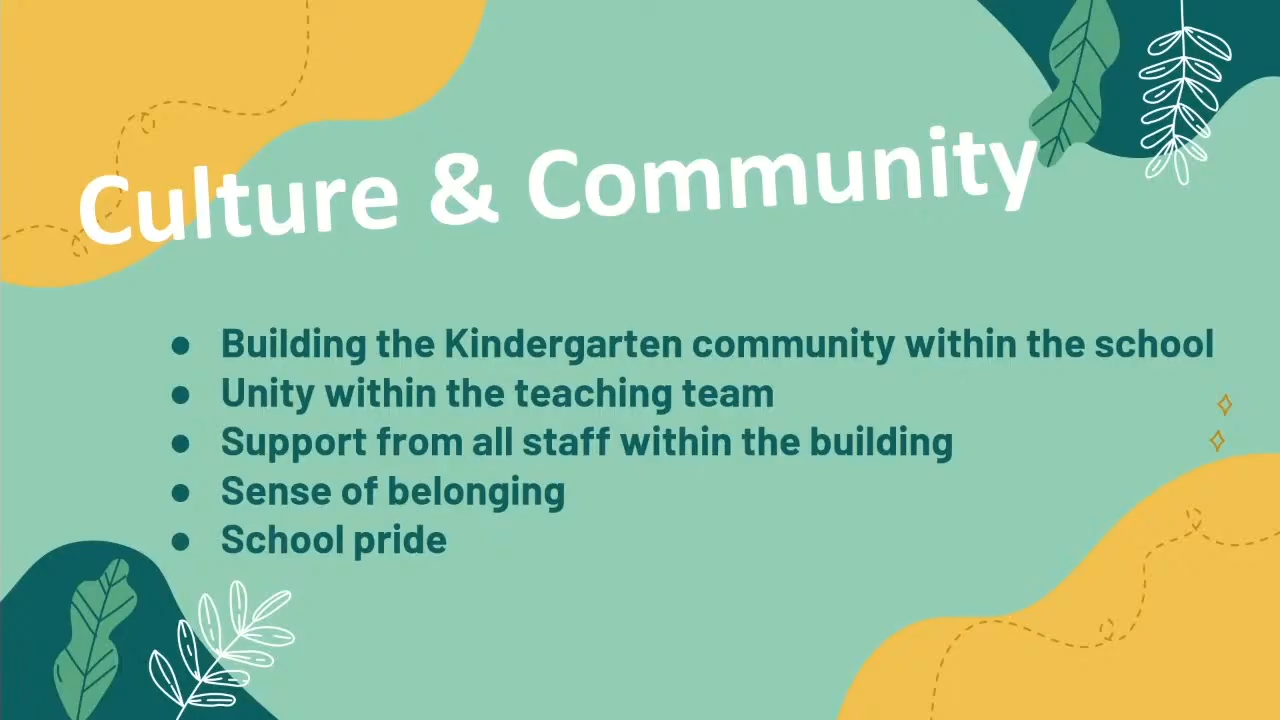 Culture & Community
● Building the Kindergarten community within the school
● Unity within the teaching team
● Support from all staff within the building
● Sense of belonging
● School pride